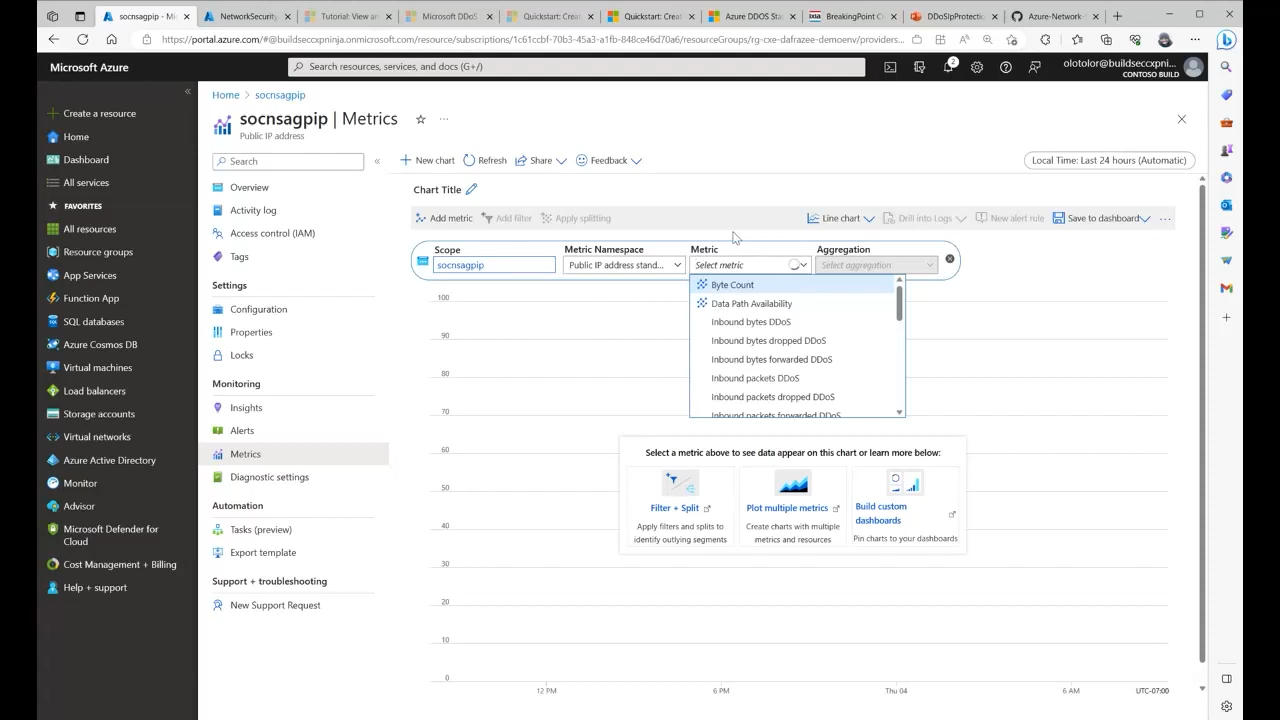 socnsagpip - Mic
NetworkSecurity
Tutorial: View an
Microsoft DDoS
Quickstart: Creat
Quickstart: Creat
Azure DDOS Stan
BreakingPoint C
DDoSIpProtectic
Azure-Network-
https://portal.azure.com/#@buildseccxpninja.onmicrosoft.com/resource/subscriptions/1c61ccbf-70b3-45a3-a1fb-848ce46d70a6/resourceGroups/rg-cxe-dafrazee-demoenv/providers...
Microsoft Azure
Search resources, services, and docs (G+/)
2
olotolor@buildseccxpni...
CONTOSO BUILD
Create a resource
Home
Dashboard
All services
FAVORITES
All resources
Resource groups
App Services
Function App
SQL databases
Azure Cosmos DB
Virtual machines
Load balancers
Storage accounts
Virtual networks
Azure Active Directory
Monitor
Advisor
Microsoft Defender for
Cloud
Cost Management + Billing
Help + support
Home > socnsagpip
socnsagpip | Metrics
Public IP address
Search
Overview
Activity log
Access control (IAM)
Tags
Settings
Configuration
Properties
Locks
Monitoring
Insights
Alerts
Metrics
Diagnostic settings
Automation
Tasks (preview)
Export template
Support + troubleshooting
New Support Request
New chart
Refresh
Share
Feedback
Local Time: Last 24 hours (Automatic)
Chart Title
Add metric
Add filter
Apply splitting
Line chart
Drill into Logs
New alert rule
Save to dashboard
Scope
socnsagpip
Metric Namespace
Public IP address stand...
Metric
Select metric
Aggregation
Select aggregation
Byte Count
Data Path Availability
Inbound bytes DDoS
Inbound bytes dropped DDoS
Inbound bytes forwarded DDoS
Inbound packets DDoS
Inbound packets dropped DDoS
Inbound packets forwarded DDoS
100
90
80
70
60
50
40
30
20
10
0
Select a metric above to see data appear on this chart or learn more below:
Filter + Split
Apply filters and splits to
identify outlying segments
Plot multiple metrics
Create charts with multiple
metrics and resources
Build custom
dashboards
Pin charts to your dashboards
12 PM
6 PM
Thu 04
6 AM
UTC-07:00